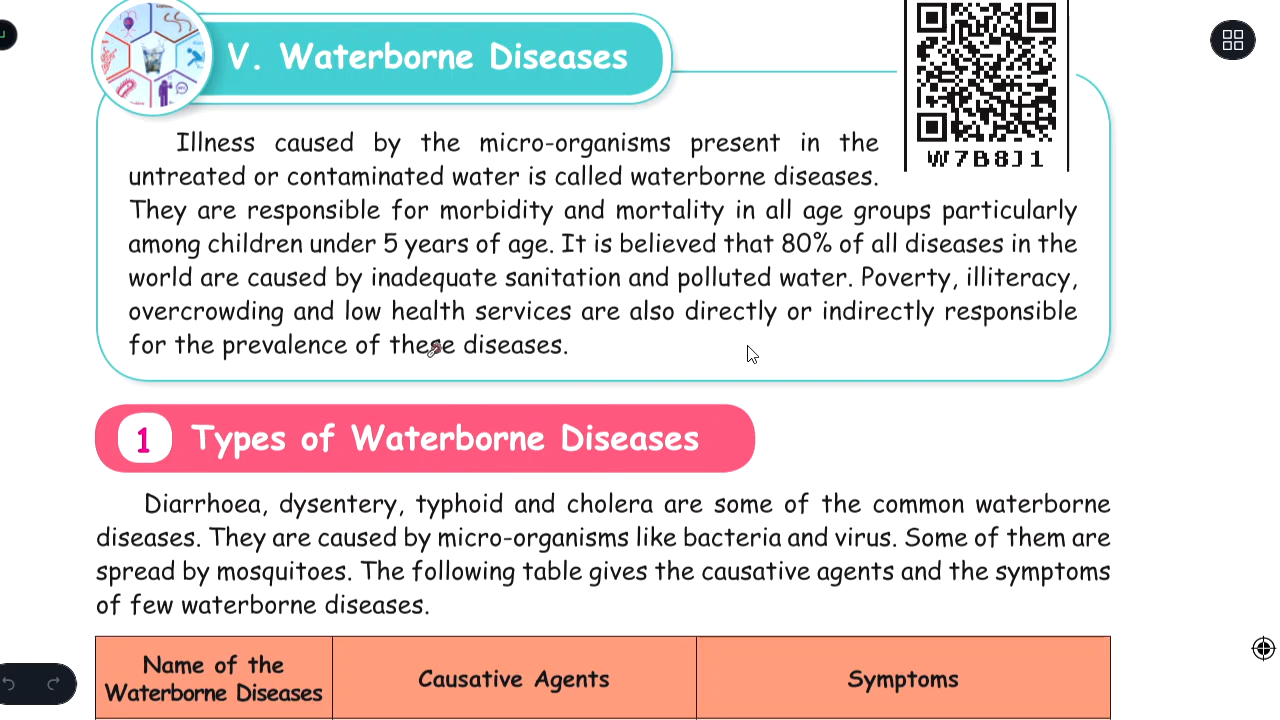 V. Waterborne Diseases
W7B8J1
Illness caused by the micro-organisms present in the
untreated or contaminated water is called waterborne diseases.
They are responsible for morbidity and mortality in all age groups particularly
among children under 5 years of age. It is believed that 80% of all diseases in the
world are caused by inadequate sanitation and polluted water. Poverty, illiteracy,
overcrowding and low health services are also directly or indirectly responsible
for the prevalence of these diseases.
1 Types of Waterborne Diseases
Diarrhoea, dysentery, typhoid and cholera are some of the common waterborne
diseases. They are caused by micro-organisms like bacteria and virus. Some of them are
spread by mosquitoes. The following table gives the causative agents and the symptoms
of few waterborne diseases.
Name of the
Waterborne Diseases
Causative Agents
Symptoms